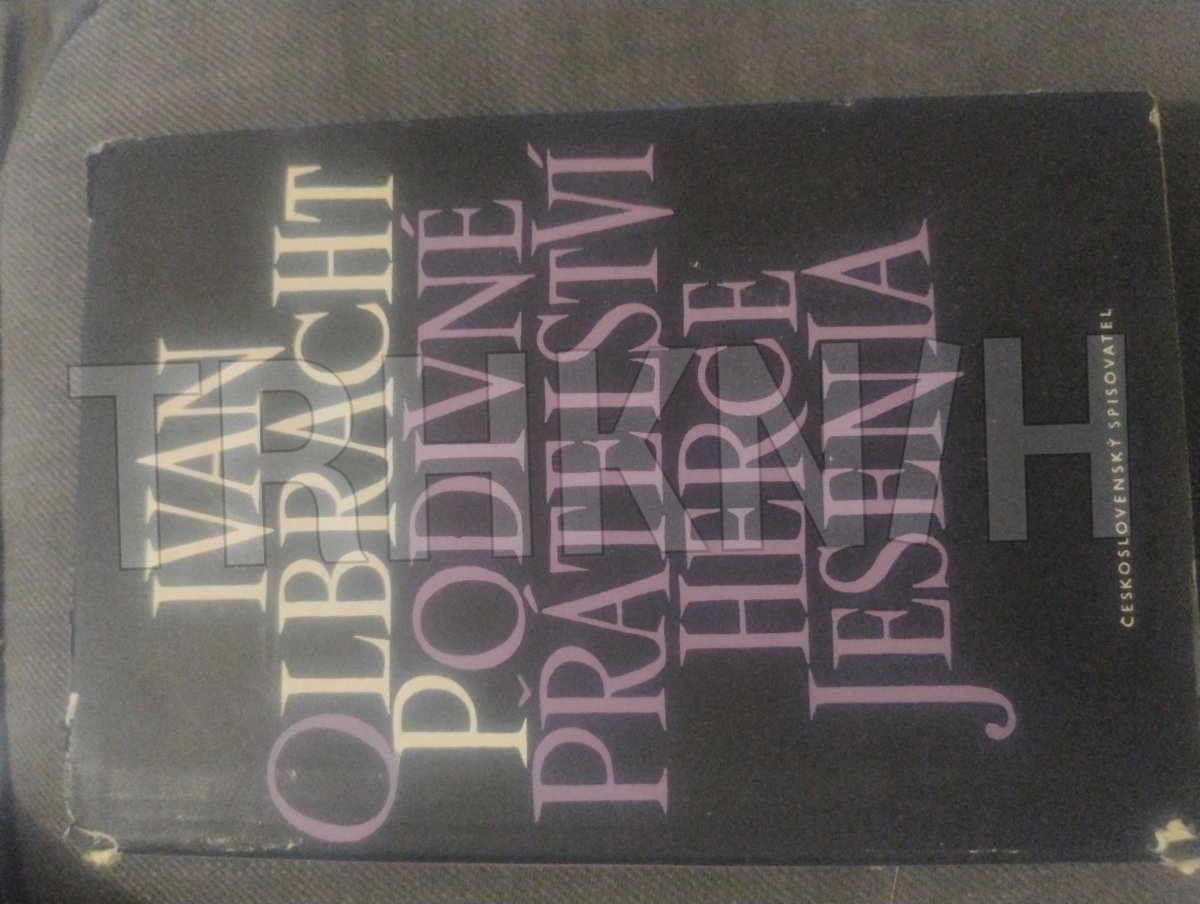 IVAN
OLBRACHT
PODIVNÉ
PŘÁTELSTVÍ
HERCE
JESENIA
ČESKOSLOVENSKÝ SPISOVATEL
TRHKNIH